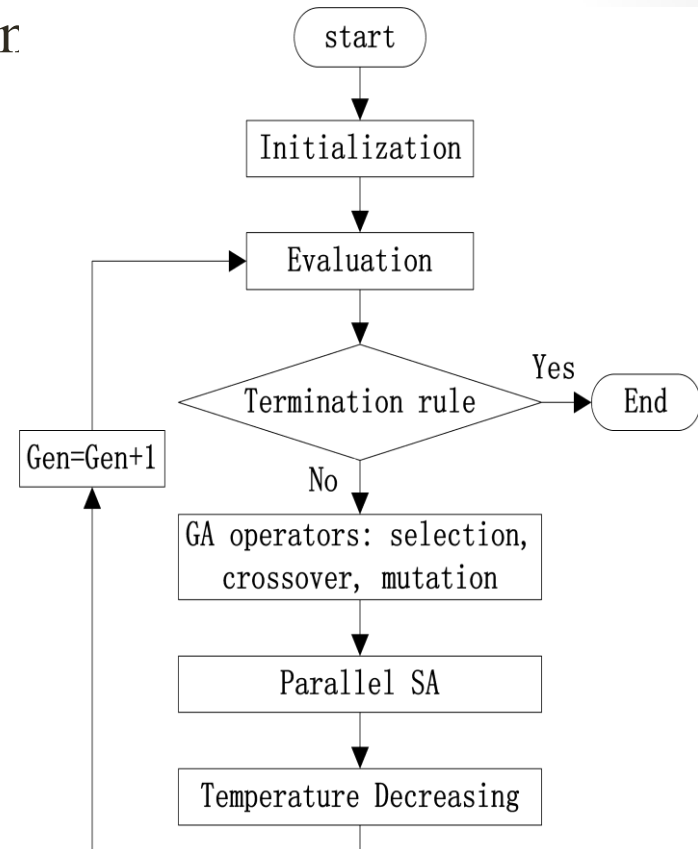 start
Initialization
Evaluation
Termination rule
Yes
End
Gen=Gen+1
No
GA operators: selection,
crossover, mutation
Parallel SA
Temperature Decreasing